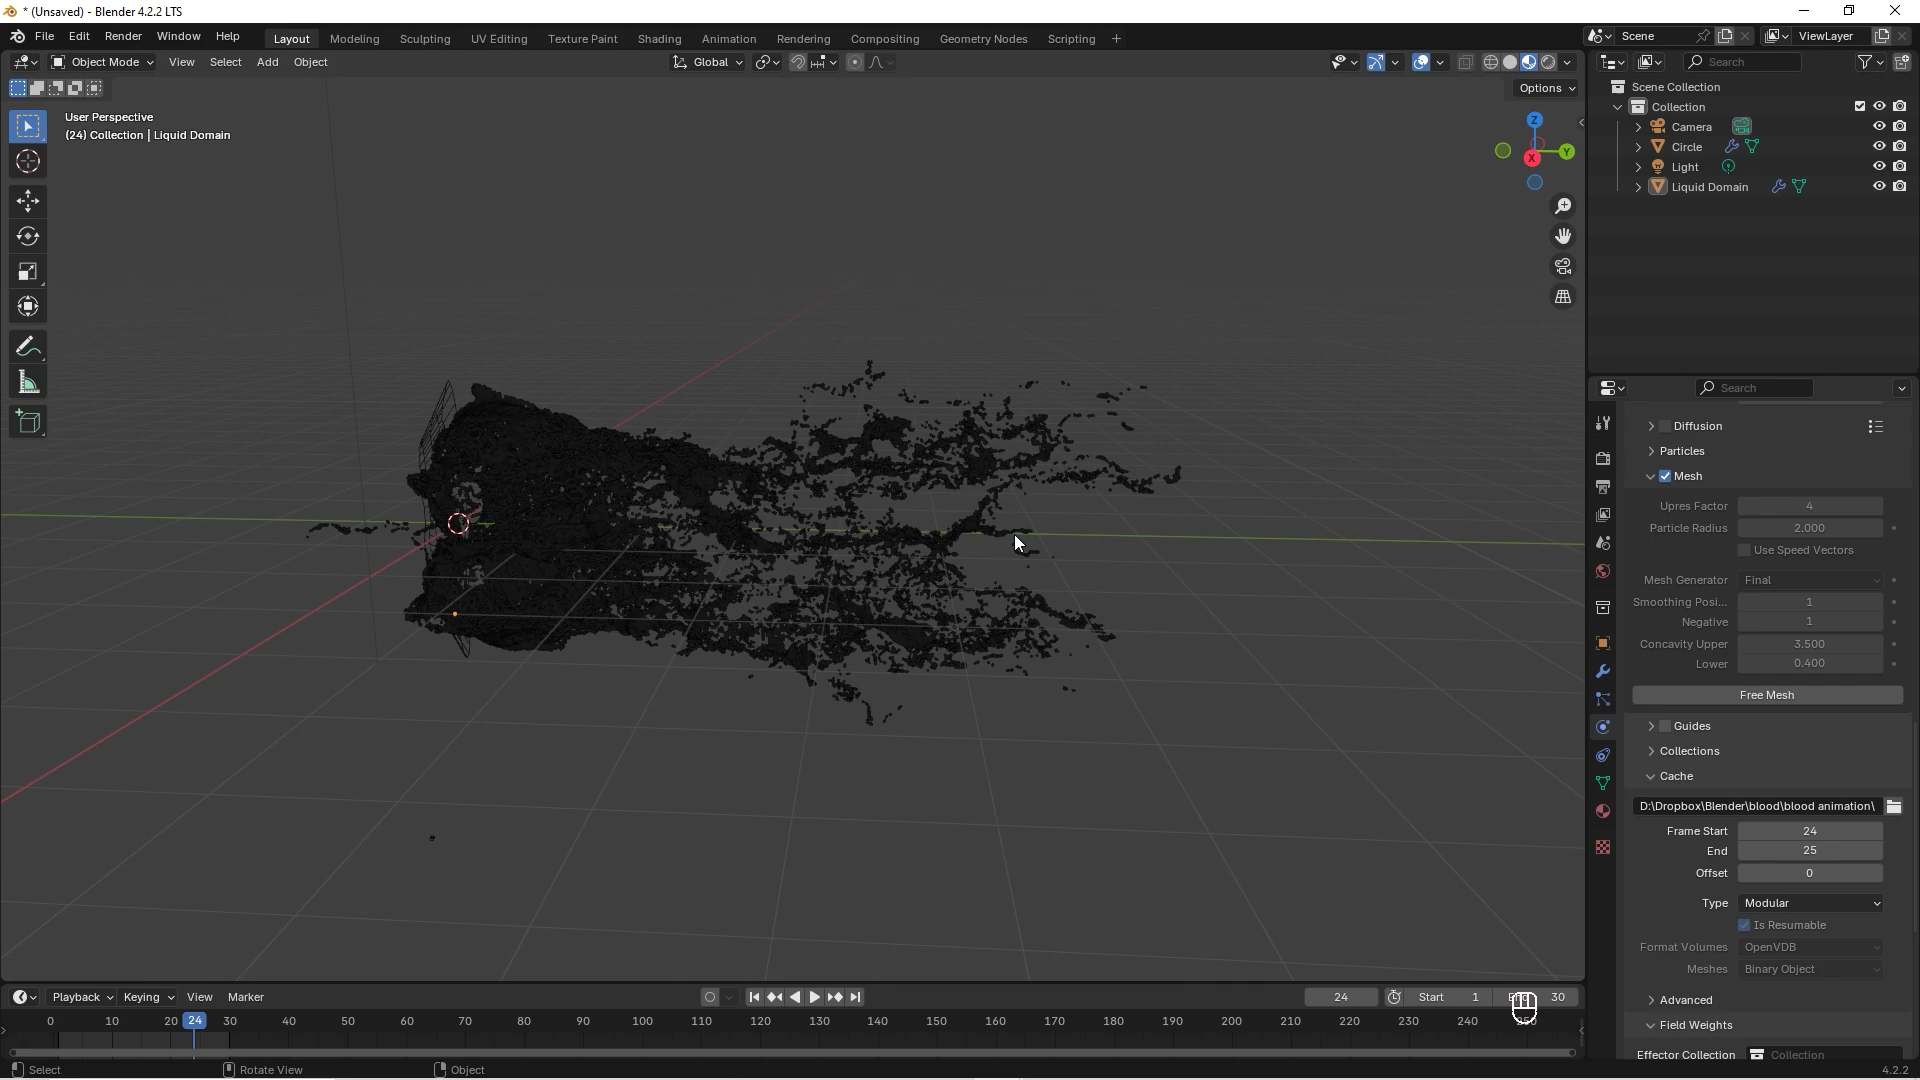 * (Unsaved) - Blender 4.2.2 LTS
File Edit Render Window Help Layout Modeling Sculpting UV Editing Texture Paint Shading Animation Rendering Compositing Geometry Nodes Scripting + Scene ViewLayer
Object Mode View Select Add Object Global Search
Options
User Perspective
(24) Collection | Liquid Domain
Z
Y
X
Scene Collection
Collection
Camera
Circle
Light
Liquid Domain
Search
Diffusion
Particles
Mesh
Upres Factor 4
Particle Radius 2.000
Use Speed Vectors
Mesh Generator Final
Smoothing Posi... 1
Negative 1
Concavity Upper 3.500
Lower 0.400
Free Mesh
Guides
Collections
Cache
D:\Dropbox\Blender\blood\blood animation\
Frame Start 24
End 25
Offset 0
Type Modular
Is Resumable
Format Volumes OpenVDB
Meshes Binary Object
Advanced
Field Weights
Effector Collection Collection
Playback Keying View Marker 24 Start 1 30
0 10 20 24 30 40 50 60 70 80 90 100 110 120 130 140 150 160 170 180 190 200 210 220 230 240 250
Select Rotate View Object 4.2.2